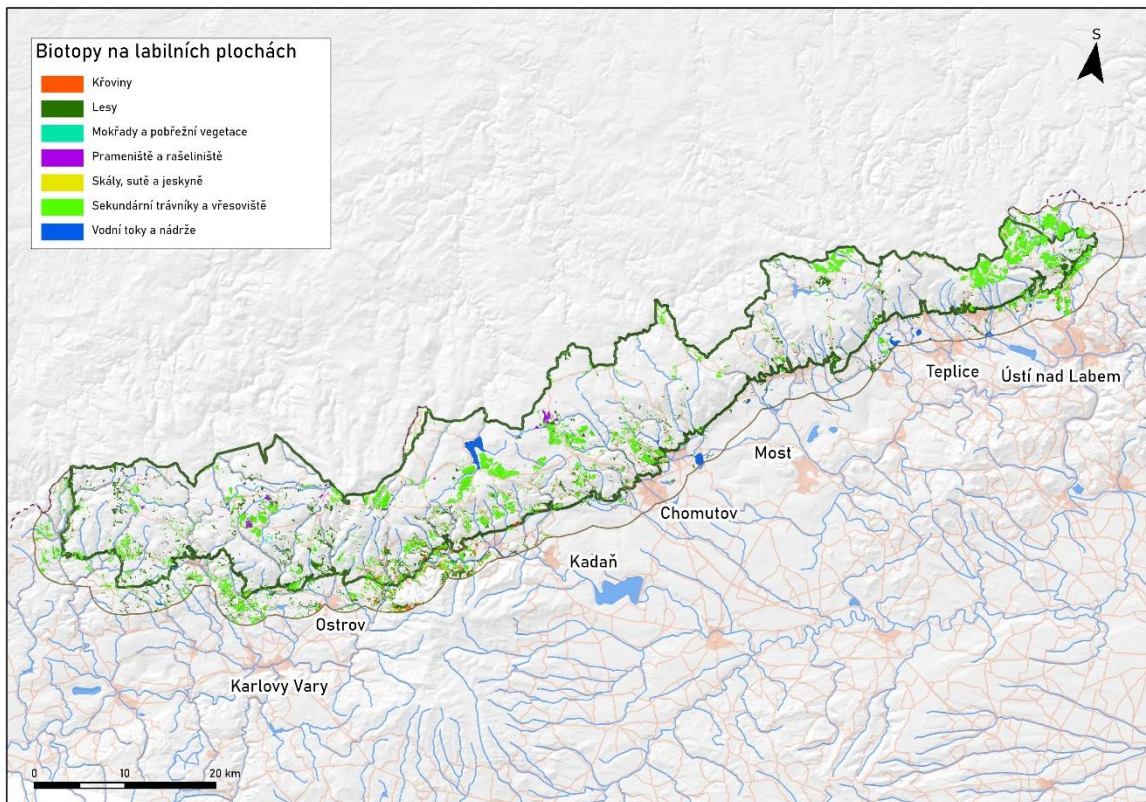 Biotopy na labilních plochách
Křoviny
Lesy
Mokřady a pobřežní vegetace
Prameniště a rašeliniště
Skály, sutě a jeskyně
Sekundární trávníky a vřesoviště
Vodní toky a nádrže
S
Teplice
Ústí nad Labem
Most
Chomutov
Kadaň
Ostrov
Karlovy Vary
0 10 20 km